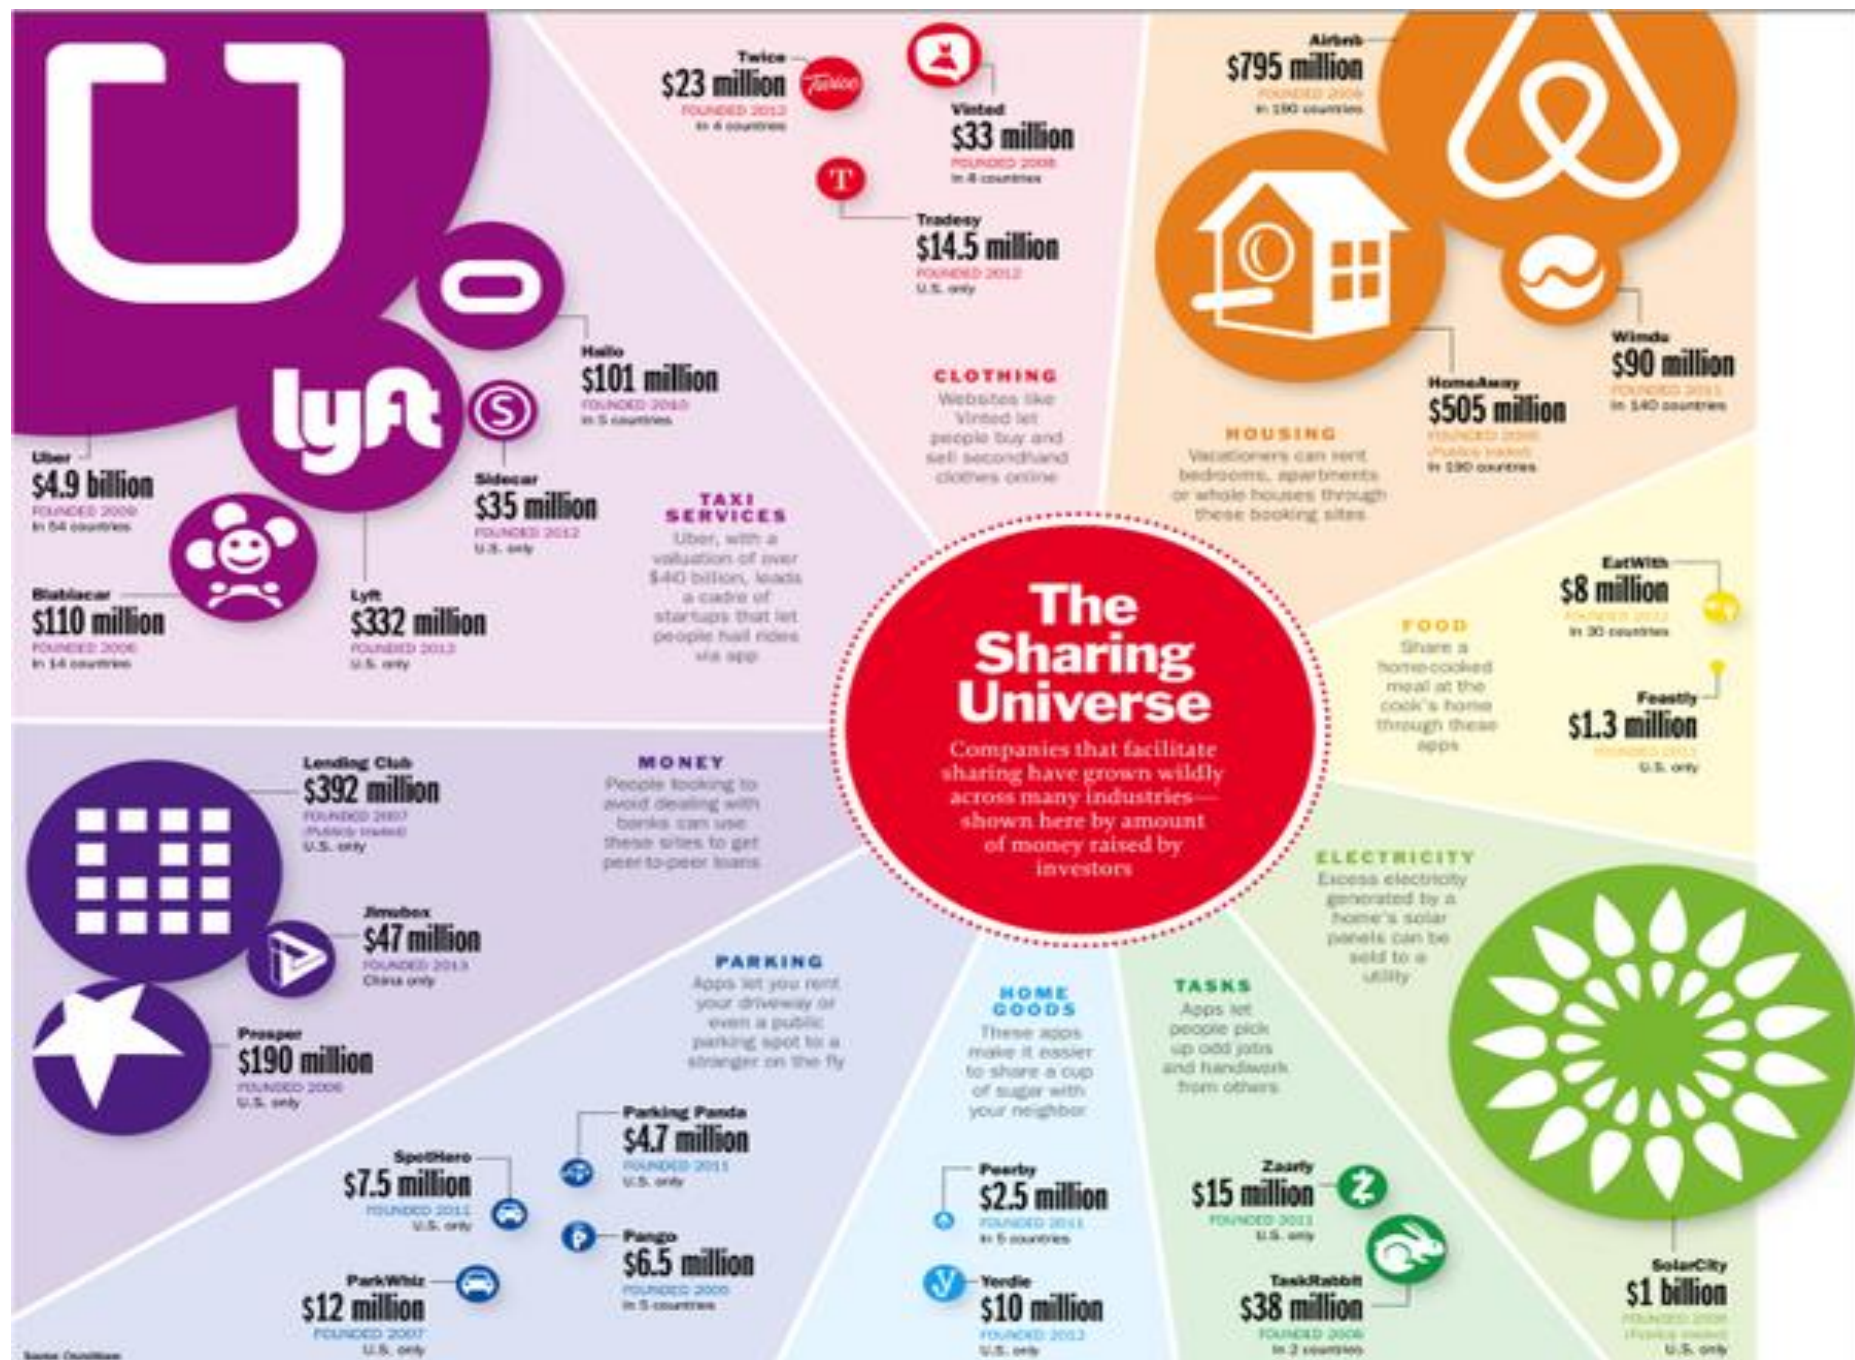 Uber
$4.9 billion
FOUNDED 2009
In 54 countries
Hailo
$101 million
FOUNDED 2010
In 5 countries
lyft
Sidecar
$35 million
FOUNDED 2012
U.S. only
S
Blablacar
$110 million
FOUNDED 2006
In 14 countries
Lyft
$332 million
FOUNDED 2012
U.S. only
TAXI
SERVICES
Uber, with a
valuation of over
$40 billion, leads
a cadre of
startups that let
people hail rides
via app
Twice
$23 million
FOUNDED 2012
In 4 countries
Twice
Vinted
$33 million
FOUNDED 2008
In 8 countries
T
Tradesy
$14.5 million
FOUNDED 2012
U.S. only
CLOTHING
Websites like
Vinted let
people buy and
sell secondhand
clothes online
Airbnb
$795 million
FOUNDED 2008
In 190 countries
Wimdu
$90 million
FOUNDED 2011
In 140 countries
HomeAway
$505 million
(Publicly traded)
In 190 countries
HOUSING
Vacationers can rent
bedrooms, apartments
or whole houses through
these booking sites
The
Sharing
Universe
Companies that facilitate
sharing have grown wildly
across many industries—
shown here by amount
of money raised by
investors
EatWith
$8 million
In 30 countries
Feastly
$1.3 million
U.S. only
FOOD
Share a
home-cooked
meal at the
cook's home
through these
apps
MONEY
People looking to
avoid dealing with
banks can use
these sites to get
peer-to-peer loans
Lending Club
$392 million
FOUNDED 2007
(Publicly traded)
U.S. only
Jimubox
$47 million
FOUNDED 2013
China only
Prosper
$190 million
FOUNDED 2006
U.S. only
PARKING
Apps let you rent
your driveway or
even a public
parking spot to a
stranger on the fly
Parking Panda
$4.7 million
FOUNDED 2011
U.S. only
SpotHero
$7.5 million
FOUNDED 2011
U.S. only
Pango
$6.5 million
In 5 countries
P
ParkWhiz
$12 million
FOUNDED 2007
U.S. only
HOME
GOODS
These apps
make it easier
to share a cup
of sugar with
your neighbor
Peerby
$2.5 million
FOUNDED 2011
In 5 countries
y
Yerdle
$10 million
FOUNDED 2012
U.S. only
TASKS
Apps let
people pick
up odd jobs
and handwork
from others
Zaarly
$15 million
FOUNDED 2011
U.S. only
Z
TaskRabbit
$38 million
FOUNDED 2008
In 2 countries
ELECTRICITY
Excess electricity
generated by a
home's solar
panels can be
sold to a
utility
SolarCity
$1 billion
(Publicly traded)
U.S. only